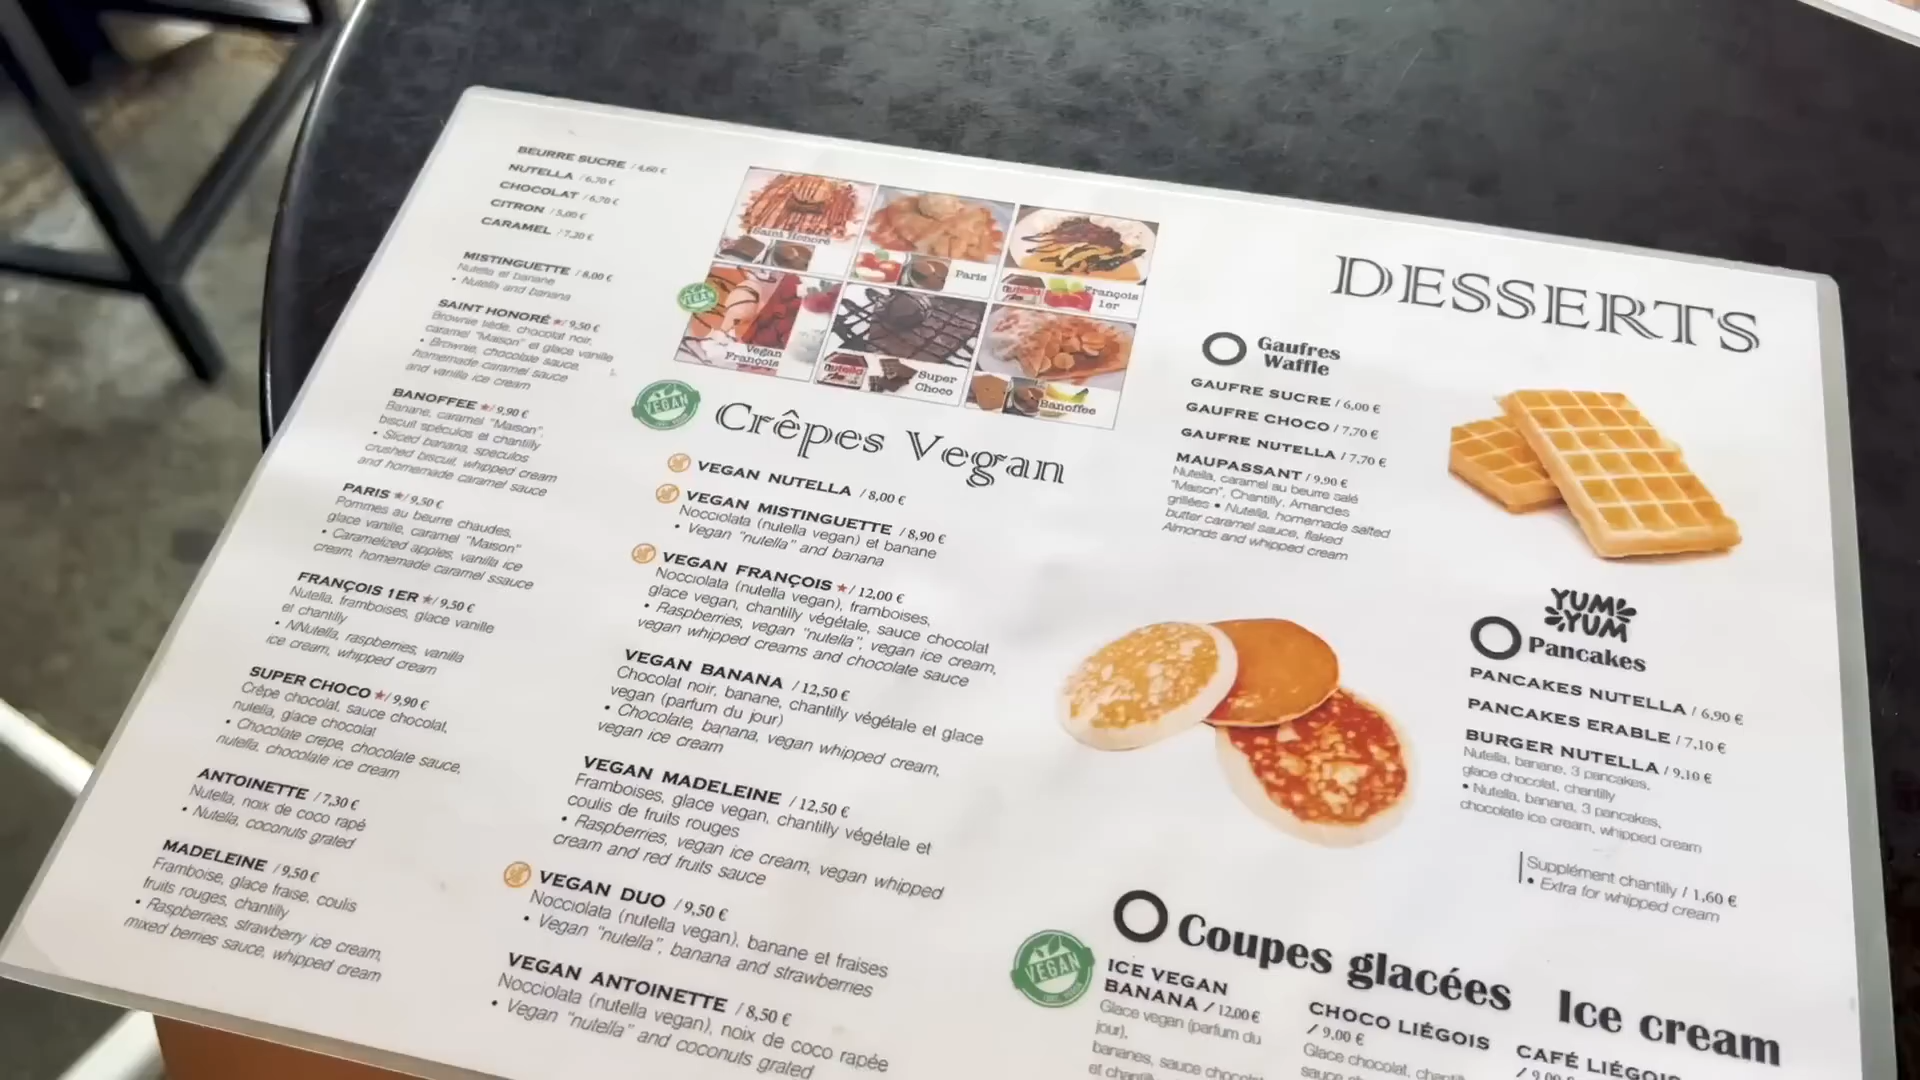 BEURRE SUCRE / 4,60 €
NUTELLA / 6,70 €
CHOCOLAT / 6,70 €
CITRON / 5,00 €
CARAMEL / 7,20 €
MISTINGUETTE / 8,00 €
Nutella et banane
• Nutella and banana
SAINT HONORÉ ★/ 9,50 €
Brownie tiède, chocolat noir,
caramel "Maison" et glace vanille
• Brownie, chocolate sauce,
homemade caramel sauce
and vanilla ice cream
BANOFFEE ★/ 9,90 €
Banane, caramel "Maison",
biscuit spéculos et chantilly
• Sliced banana, speculos
crushed biscuit, whipped cream
and homemade caramel sauce
PARIS ★/ 9,50 €
Pommes au beurre chaudes,
glace vanille, caramel "Maison"
• Caramelized apples, vanilla ice
cream, homemade caramel ssauce
FRANÇOIS 1ER ★/ 9,50 €
Nutella, framboises, glace vanille
et chantilly
• NNutella, raspberries, vanilla
ice cream, whipped cream
SUPER CHOCO ★/ 9,90 €
Crêpe chocolat, sauce chocolat,
nutella, glace chocolat
• Chocolate crepe, chocolate sauce,
nutella, chocolate ice cream
ANTOINETTE / 7,30 €
Nutella, noix de coco rapé
• Nutella, coconuts grated
MADELEINE / 9,50 €
Framboise, glace fraise, coulis
fruits rouges, chantilly
• Raspberries, strawberry ice cream,
mixed berries sauce, whipped cream
Saint Honoré
Paris
nutella
François
1er
VEGAN
Vegan
François
nutella
Super
Choco
Banoffee
VEGAN
Crêpes Vegan
VEGAN NUTELLA / 8,00 €
VEGAN MISTINGUETTE / 8,90 €
Nocciolata (nutella vegan) et banane
• Vegan "nutella" and banana
VEGAN FRANÇOIS ★/ 12,00 €
Nocciolata (nutella vegan), framboises,
glace vegan, chantilly végétale, sauce chocolat
• Raspberries, vegan "nutella", vegan ice cream,
vegan whipped creams and chocolate sauce
VEGAN BANANA / 12,50 €
Chocolat noir, banane, chantilly végétale et glace
vegan (parfum du jour)
• Chocolate, banana, vegan whipped cream,
vegan ice cream
VEGAN MADELEINE / 12,50 €
Framboises, glace vegan, chantilly végétale et
coulis de fruits rouges
• Raspberries, vegan ice cream, vegan whipped
cream and red fruits sauce
VEGAN DUO / 9,50 €
Nocciolata (nutella vegan), banane et fraises
• Vegan "nutella", banana and strawberries
VEGAN ANTOINETTE / 8,50 €
Nocciolata (nutella vegan), noix de coco rapée
• Vegan "nutella" and coconuts grated
DESSERTS
Gaufres
Waffle
GAUFRE SUCRE / 6,00 €
GAUFRE CHOCO / 7,70 €
GAUFRE NUTELLA / 7,70 €
MAUPASSANT / 9,90 €
Nutella, caramel au beurre salé
"Maison", Chantilly, Amandes
grillées • Nutella, homemade salted
butter caramel sauce, flaked
Almonds and whipped cream
YUM
YUM
Pancakes
PANCAKES NUTELLA / 6,90 €
PANCAKES ERABLE / 7,10 €
BURGER NUTELLA / 9,10 €
Nutella, banane, 3 pancakes,
glace chocolat, chantilly
• Nutella, banana, 3 pancakes,
chocolate ice cream, whipped cream
Supplément chantilly / 1,60 €
• Extra for whipped cream
Coupes glacées Ice cream
VEGAN
ICE VEGAN
BANANA / 12,00 €
Glace vegan (parfum du
jour),
bananes, sauce chocolat
et
CHOCO LIÉGOIS
/ 9,00 €
Glace chocolat,
sauce
CAFÉ LIÉGOIS
/ 9,00 €